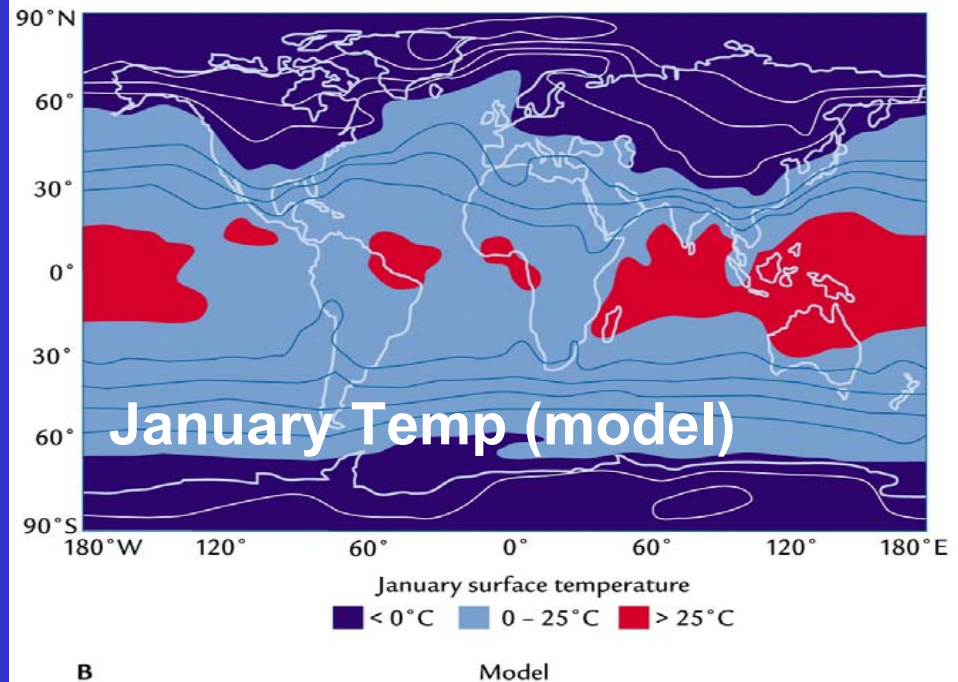 90°N
60°
30°
0°
30°
January Temp (model)
60°
90°S
180°W 120° 60° 0° 60° 120° 180°E
January surface temperature
< 0°C 0 – 25°C > 25°C
B Model